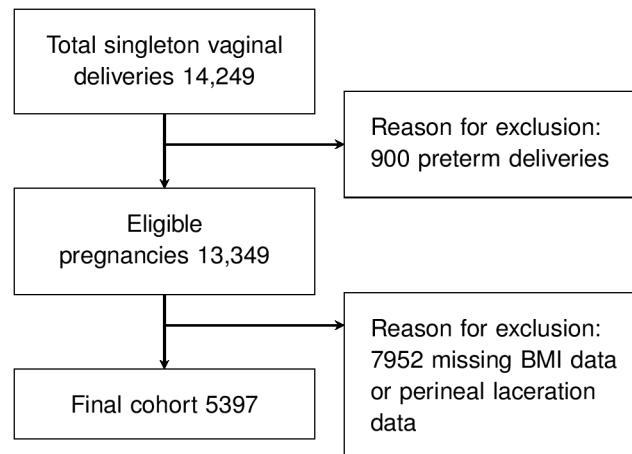 Total singleton vaginal
deliveries 14,249
Reason for exclusion:
900 preterm deliveries
Eligible
pregnancies 13,349
Reason for exclusion:
7952 missing BMI data
or perineal laceration
data
Final cohort 5397